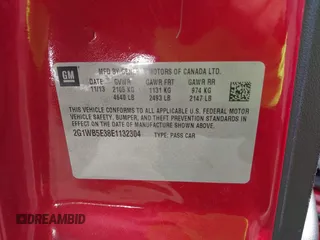 GM
MFD BY GENERAL MOTORS OF CANADA LTD.
DATE GVWR GAWR FRT GAWR RR
11/13 2105 KG 1131 KG 974 KG
4640 LB 2493 LB 2147 LB
THIS VEHICLE CONFORMS TO ALL APPLICABLE U.S. FEDERAL
MOTOR VEHICLE SAFETY, BUMPER, AND THEFT PREVENTION
STANDARDS IN EFFECT ON THE DATE OF MANUFACTURE SHOWN ABOVE.
2G1WB5E38E1132304 TYPE: PASS CAR
DREAMBID